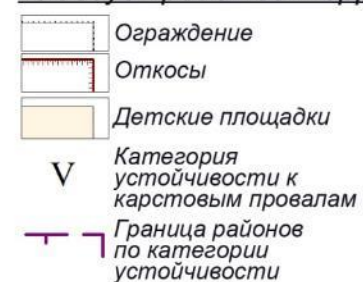 Ограждение
Откосы
Детские площадки
V
Категория
устойчивости к
карстовым провалам
Граница районов
по категории
устойчивости